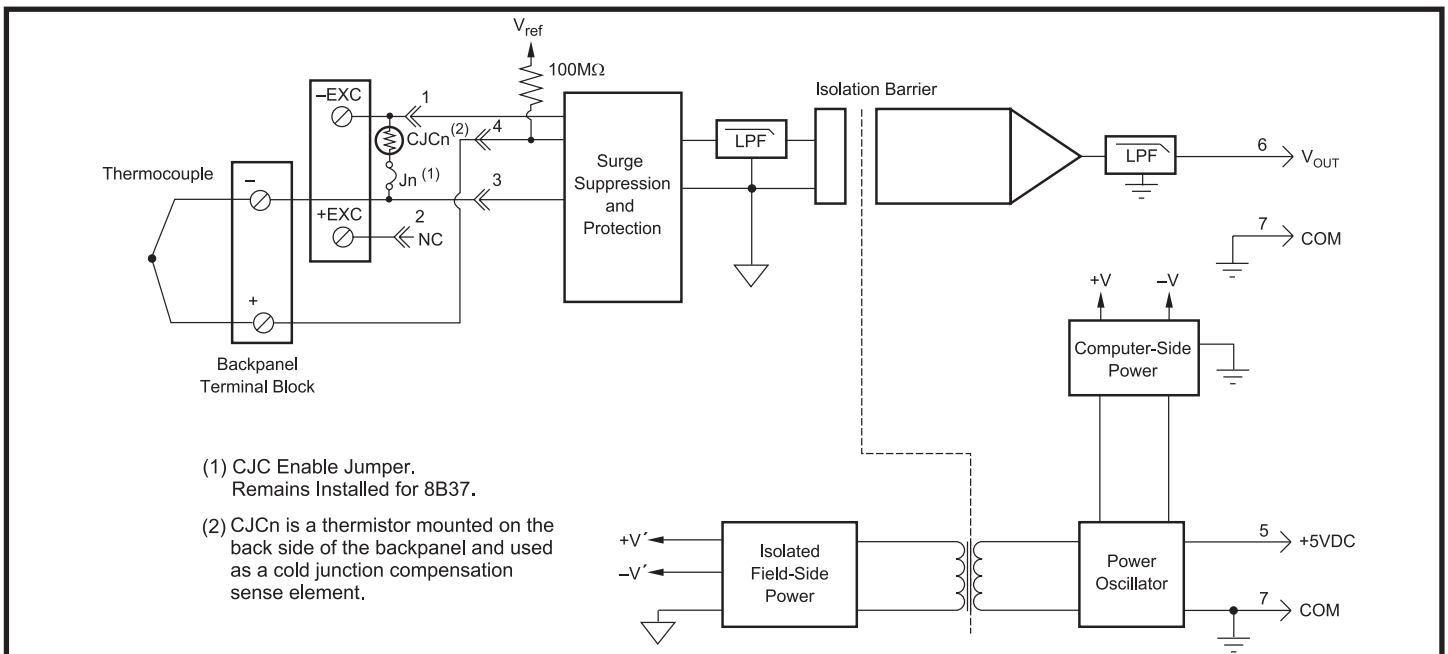 V_ref
100MΩ
–EXC
1
CJCn (2)
4
Thermocouple
–
Jn (1)
3
+EXC
2
NC
+
Backpanel
Terminal Block
Surge
Suppression
and
Protection
LPF
Isolation Barrier
LPF
6
V_OUT
7
COM
+V
–V
Computer-Side
Power
(1) CJC Enable Jumper.
Remains Installed for 8B37.
(2) CJCn is a thermistor mounted on the
back side of the backpanel and used
as a cold junction compensation
sense element.
+V´
–V´
Isolated
Field-Side
Power
Power
Oscillator
5
+5VDC
7
COM